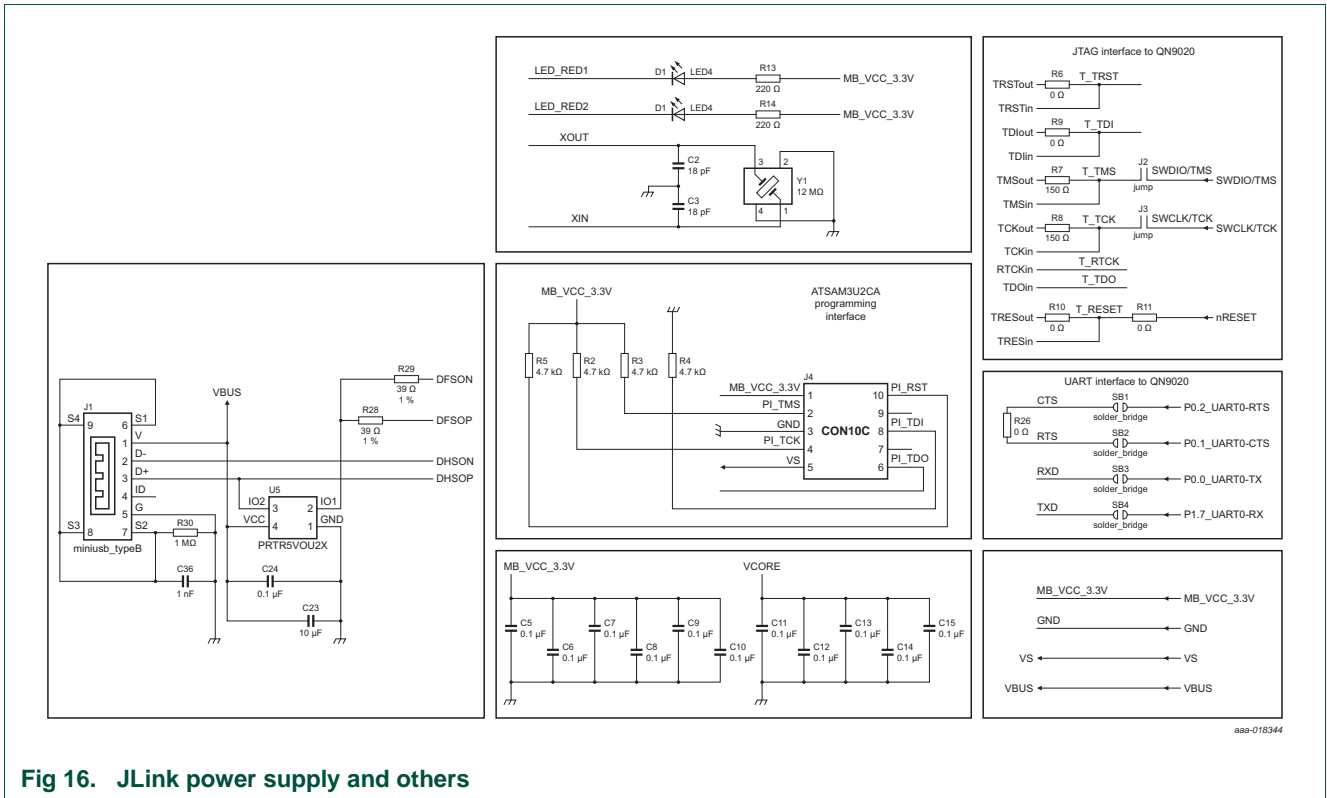 LED_RED1
D1
LED4
R13
220 Ω
MB_VCC_3.3V
LED_RED2
D1
LED4
R14
220 Ω
MB_VCC_3.3V
XOUT
C2
18 pF
C3
18 pF
XIN
3
2
4
1
Y1
12 MΩ
JTAG interface to QN9020
TRSTout
R6
0 Ω
T_TRST
TRSTin
TDIout
R9
0 Ω
T_TDI
TDIin
TMSout
R7
150 Ω
T_TMS
J2
jump
SWDIO/TMS
SWDIO/TMS
TMSin
TCKout
R8
150 Ω
T_TCK
J3
jump
SWCLK/TCK
SWCLK/TCK
TCKin
RTCKin
T_RTCK
TDOin
T_TDO
TRESout
R10
0 Ω
T_RESET
R11
0 Ω
nRESET
TRESin
VBUS
R29
39 Ω
1 %
DFSON
R28
39 Ω
1 %
DFSOP
J1
S4
9
6
S1
1
V
2
D-
DHSON
3
D+
DHSOP
4
ID
5
G
S3
8
7
S2
miniusb_typeB
R30
1 MΩ
C36
1 nF
U5
IO2
3
2
IO1
VCC
4
1
GND
PRTR5VOU2X
C24
0.1 µF
C23
10 µF
MB_VCC_3.3V
ATSAM3U2CA
programming
interface
R5
4.7 kΩ
R2
4.7 kΩ
R3
4.7 kΩ
R4
4.7 kΩ
J4
MB_VCC_3.3V
1
10
PI_RST
PI_TMS
2
9
GND
3
CON10C
8
PI_TDI
PI_TCK
4
7
VS
5
6
PI_TDO
UART interface to QN9020
CTS
SB1
solder_bridge
P0.2_UART0-RTS
R26
0 Ω
RTS
SB2
solder_bridge
P0.1_UART0-CTS
RXD
SB3
solder_bridge
P0.0_UART0-TX
TXD
SB4
solder_bridge
P1.7_UART0-RX
MB_VCC_3.3V
C5
0.1 µF
C6
0.1 µF
C7
0.1 µF
C8
0.1 µF
C9
0.1 µF
C10
0.1 µF
VCORE
C11
0.1 µF
C12
0.1 µF
C13
0.1 µF
C14
0.1 µF
C15
0.1 µF
MB_VCC_3.3V
MB_VCC_3.3V
GND
GND
VS
VS
VBUS
VBUS
aaa-018344
Fig 16. JLink power supply and others